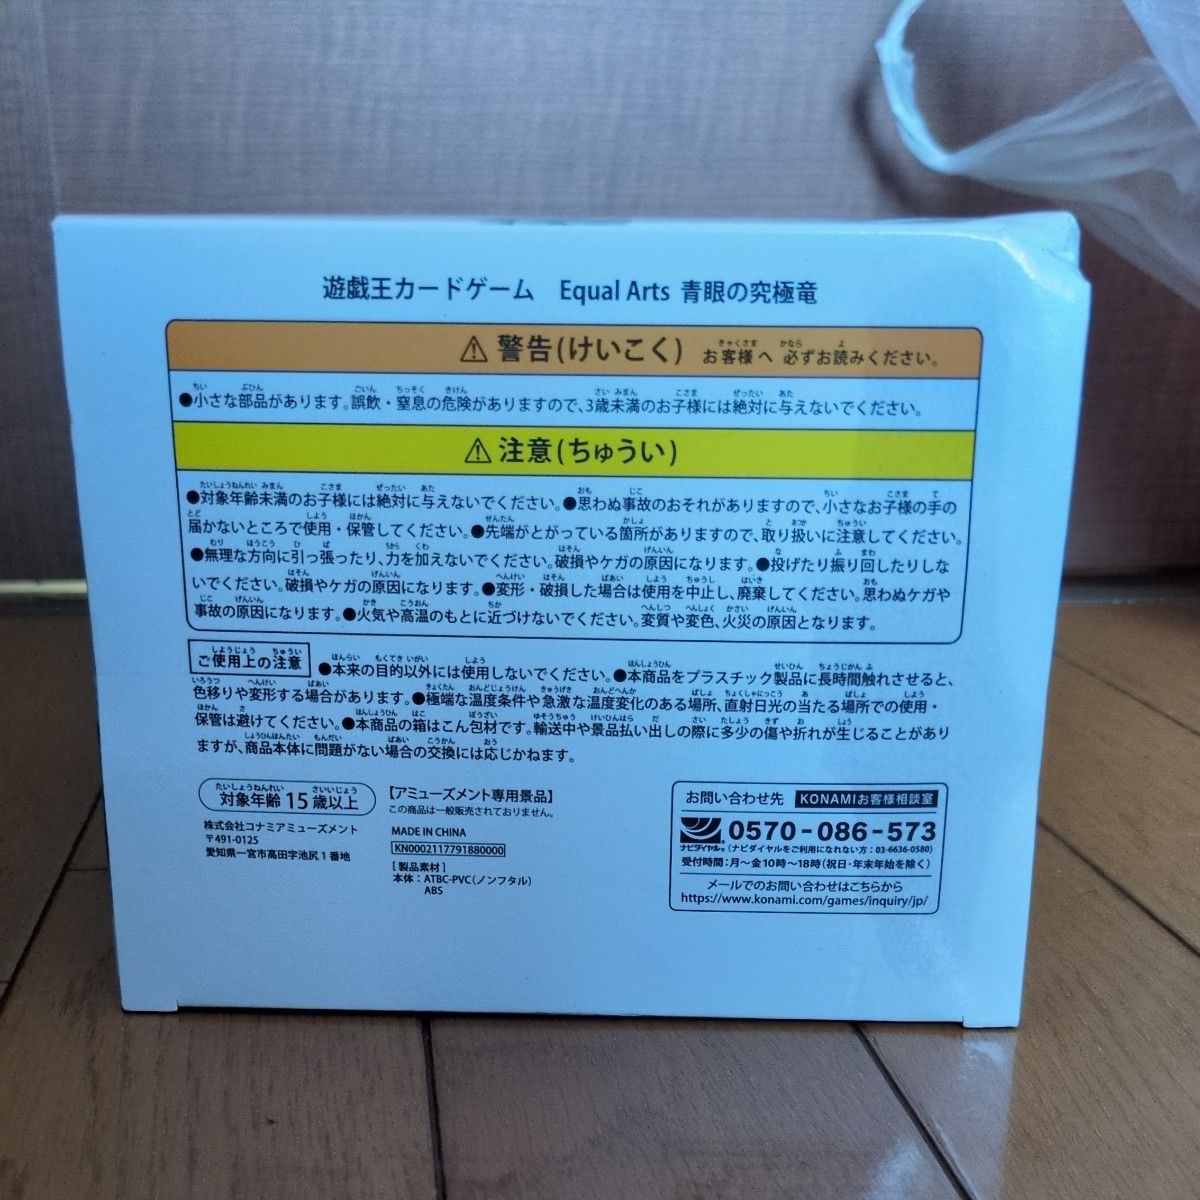 遊戯王カードゲーム Equal Arts 青眼の究極竜
⚠ 警告(けいこく) お客様へ 必ずお読みください。
●小さな部品があります。誤飲・窒息の危険がありますので、3歳未満のお子様には絶対に与えないでください。
⚠ 注意(ちゅうい)
●対象年齢未満のお子様には絶対に与えないでください。●思わぬ事故のおそれがありますので、小さなお子様の手の
届かないところで使用・保管してください。●先端がとがっている箇所がありますので、取り扱いに注意してください。
●無理な方向に引っ張ったり、力を加えないでください。破損やケガの原因になります。●投げたり振り回したりしな
いでください。破損やケガの原因になります。●変形・破損した場合は使用を中止し、廃棄してください。思わぬケガや
事故の原因になります。●火気や高温のもとに近づけないでください。変質や変色、火災の原因となります。
ご使用上の注意 ●本来の目的以外には使用しないでください。●本商品をプラスチック製品に長時間触れさせると、
色移りや変形する場合があります。●極端な温度条件や急激な温度変化のある場所、直射日光の当たる場所での使用・
保管は避けてください。●本商品の箱はこん包材です。輸送中や景品払い出しの際に多少の傷や折れが生じることがあり
ますが、商品本体に問題がない場合の交換には応じかねます。
対象年齢 15歳以上
株式会社コナミアミューズメント
〒491-0125
愛知県一宮市高田字池尻1番地
【アミューズメント専用景品】
この商品は一般販売されておりません。
MADE IN CHINA
KN0002117791880000
[製品素材]
本体:ATBC-PVC(ノンフタル)
ABS
お問い合わせ先 KONAMIお客様相談室
ナビダイヤル® 0570-086-573
(ナビダイヤルをご利用になれない方:03-6636-0580)
受付時間:月〜金10時〜18時(祝日・年末年始を除く)
メールでのお問い合わせはこちらから
https://www.konami.com/games/inquiry/jp/